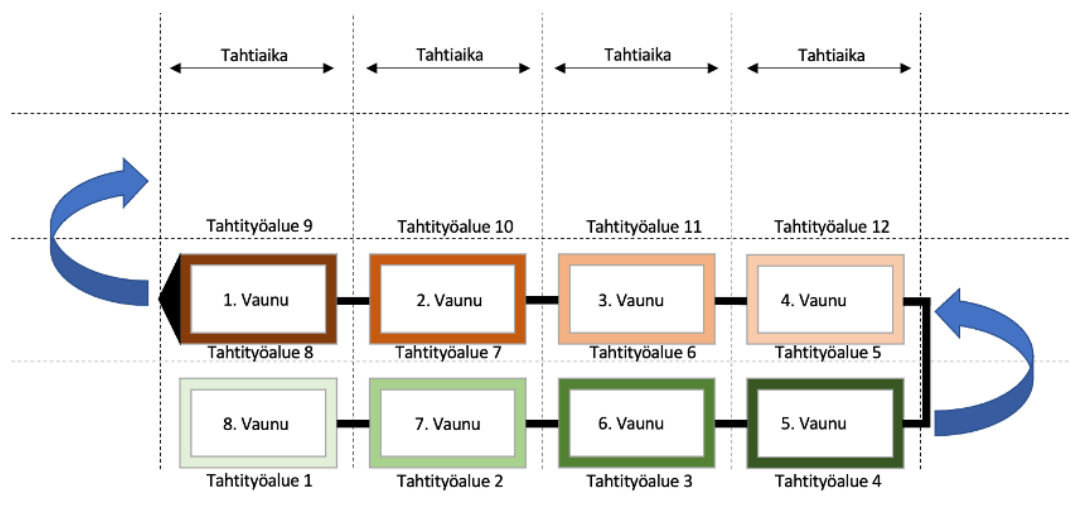 Tahtiaika Tahtiaika Tahtiaika Tahtiaika
Tahtityöalue 9 Tahtityöalue 10 Tahtityöalue 11 Tahtityöalue 12
1. Vaunu 2. Vaunu 3. Vaunu 4. Vaunu
Tahtityöalue 8 Tahtityöalue 7 Tahtityöalue 6 Tahtityöalue 5
8. Vaunu 7. Vaunu 6. Vaunu 5. Vaunu
Tahtityöalue 1 Tahtityöalue 2 Tahtityöalue 3 Tahtityöalue 4